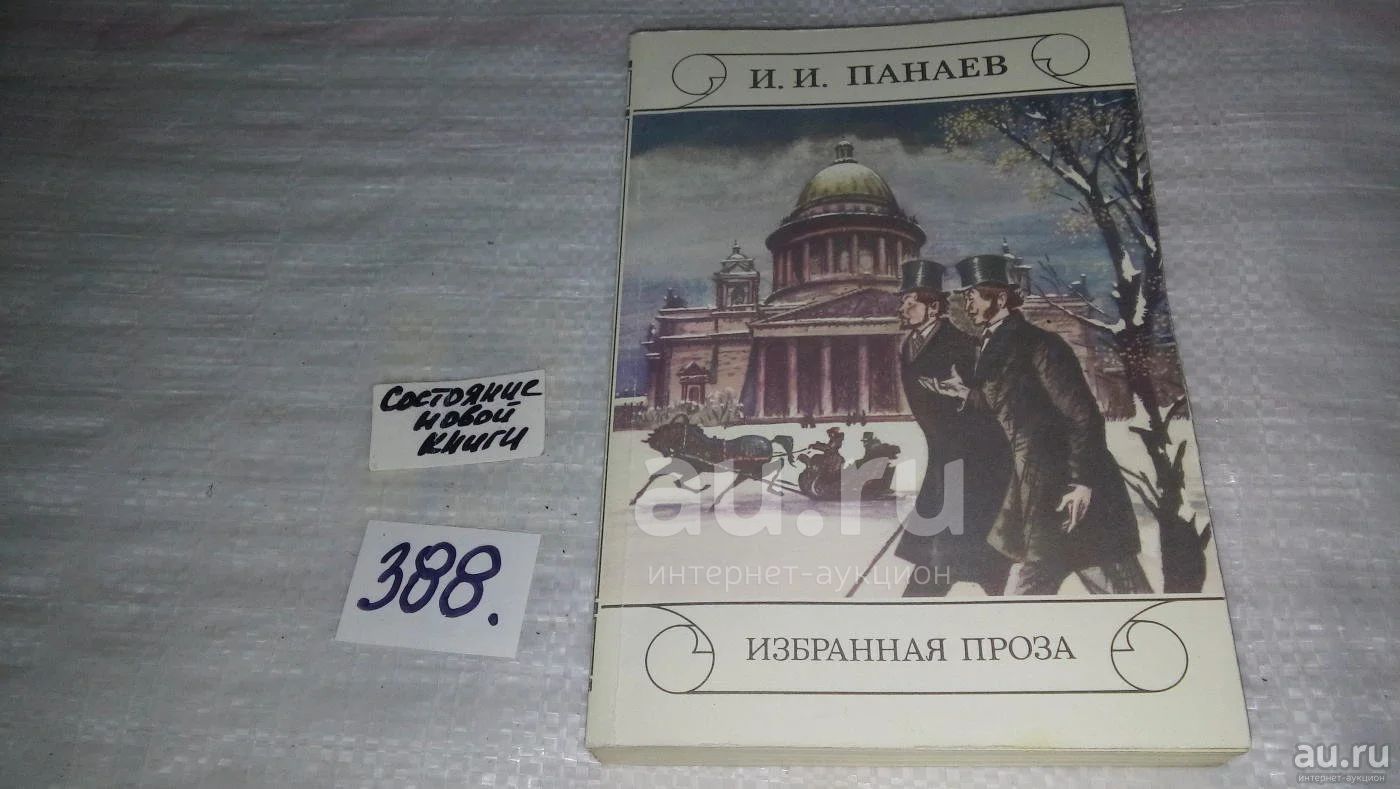 И. И. ПАНАЕВ
Состояние
новой
книги
388.
au.ru
интернет-аукцион
ИЗБРАННАЯ ПРОЗА
au.ru
интернет-аукцион